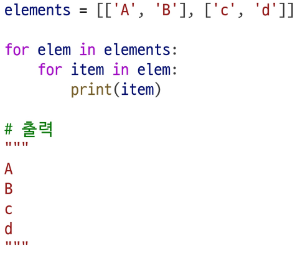 elements = [['A', 'B'], ['c', 'd']]

for elem in elements:
    for item in elem:
        print(item)

# 출력
"""
A
B
c
d
"""